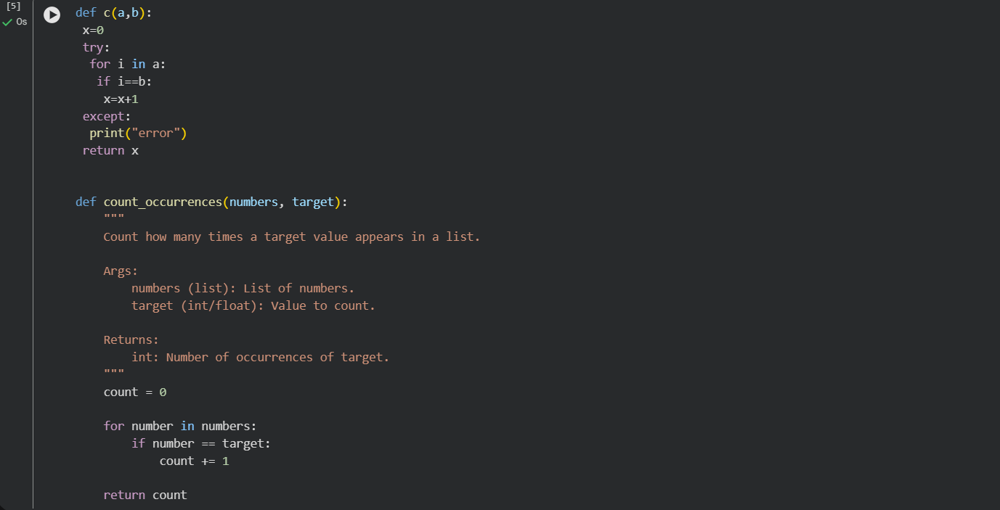 [5]
0s
def c(a,b):
 x=0
 try:
  for i in a:
   if i==b:
    x=x+1
 except:
  print("error")
 return x
def count_occurrences(numbers, target):
    """
    Count how many times a target value appears in a list.
    Args:
        numbers (list): List of numbers.
        target (int/float): Value to count.
    Returns:
        int: Number of occurrences of target.
    """
    count = 0
    for number in numbers:
        if number == target:
            count += 1
    return count